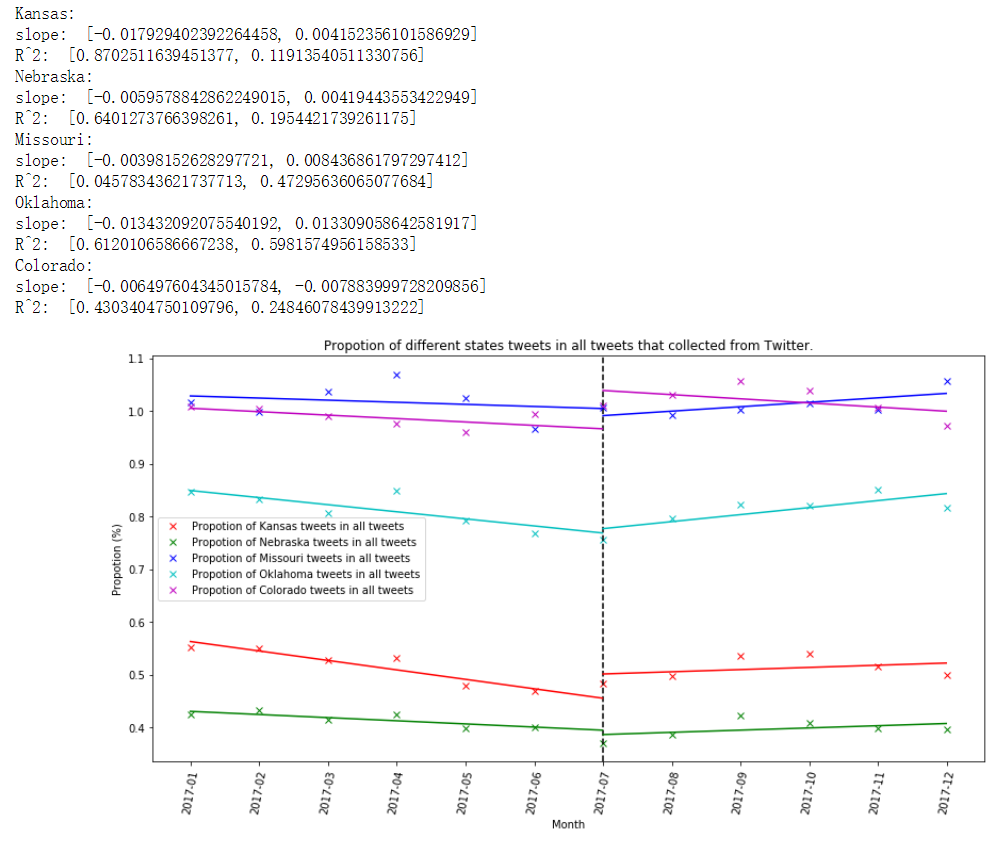 Kansas:
slope:  [-0.017929402392264458, 0.004152356101586929]
R^2:  [0.8702511639451377, 0.11913540511330756]
Nebraska:
slope:  [-0.0059578842862249015, 0.00419443553422949]
R^2:  [0.6401273766398261, 0.1954421739261175]
Missouri:
slope:  [-0.00398152628297721, 0.008436861797297412]
R^2:  [0.04578343621737713, 0.47295636065077684]
Oklahoma:
slope:  [-0.013432092075540192, 0.013309058642581917]
R^2:  [0.6120106586667238, 0.5981574956158533]
Colorado:
slope:  [-0.006497604345015784, -0.007883999728209856]
R^2:  [0.4303404750109796, 0.24846078439913222]
Propotion of different states tweets in all tweets that collected from Twitter.
1.1
1.0
0.9
0.8
0.7
0.6
0.5
0.4
Propotion (%)
Propotion of Kansas tweets in all tweets
Propotion of Nebraska tweets in all tweets
Propotion of Missouri tweets in all tweets
Propotion of Oklahoma tweets in all tweets
Propotion of Colorado tweets in all tweets
2017-01
2017-02
2017-03
2017-04
2017-05
2017-06
2017-07
2017-08
2017-09
2017-10
2017-11
2017-12
Month